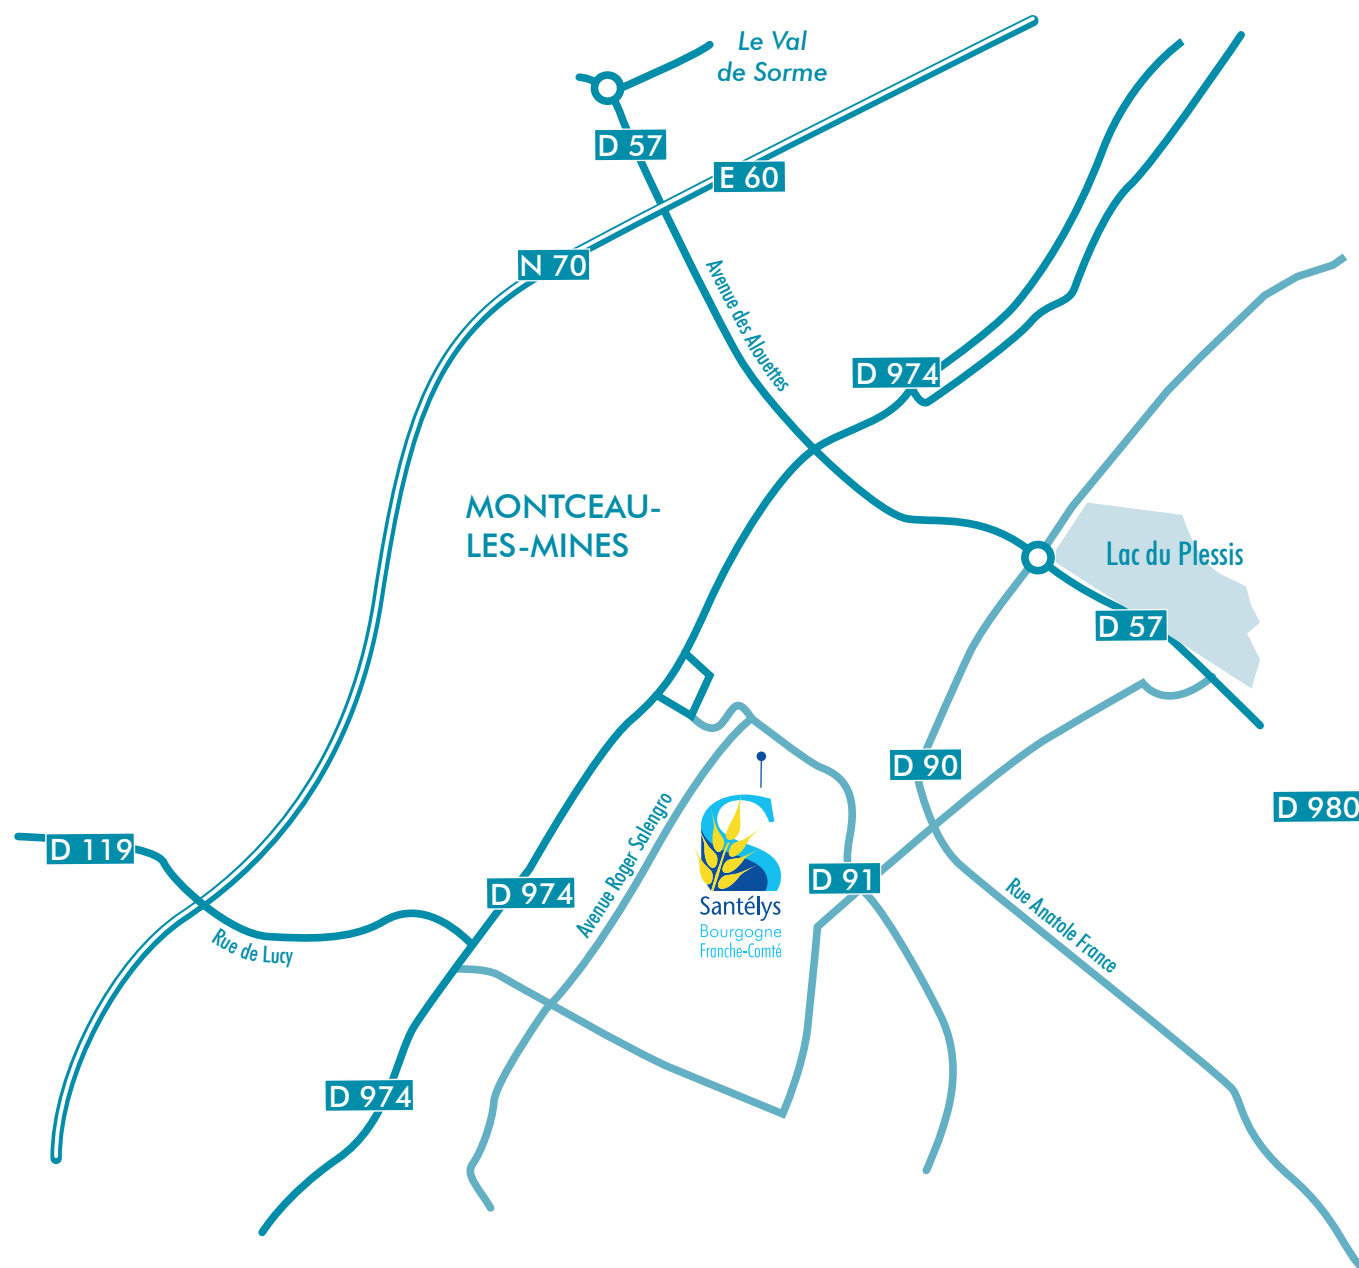 Le Val
de Sorme
D 57
E 60
N 70
Avenue des Alouettes
D 974
MONTCEAU-
LES-MINES
Lac du Plessis
D 57
D 90
D 980
D 119
Avenue Roger Salengro
D 974
D 91
Santélys
Bourgogne
Franche-Comté
Rue de Lucy
Rue Anatole France
D 974